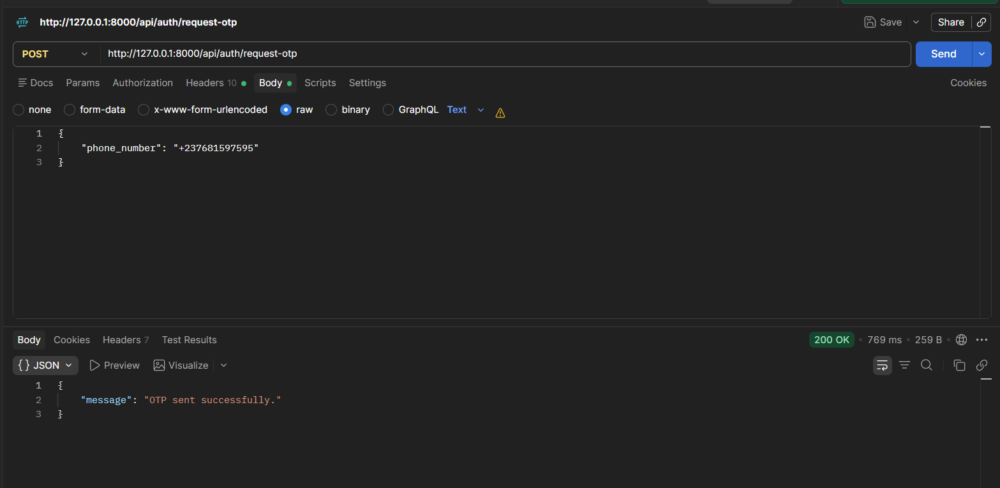 HTTP http://127.0.0.1:8000/api/auth/request-otp Save Share
POST http://127.0.0.1:8000/api/auth/request-otp Send
Docs Params Authorization Headers 10 Body Scripts Settings Cookies
none form-data x-www-form-urlencoded raw binary GraphQL Text
1 {
2 "phone_number": "+237681597595"
3 }
Body Cookies Headers 7 Test Results 200 OK • 769 ms • 259 B
{} JSON Preview Visualize
1 {
2 "message": "OTP sent successfully."
3 }